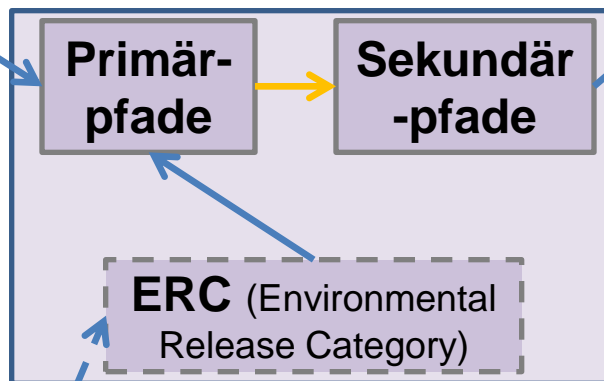 Primär-
pfade
Sekundär
-pfade
ERC (Environmental
Release Category)